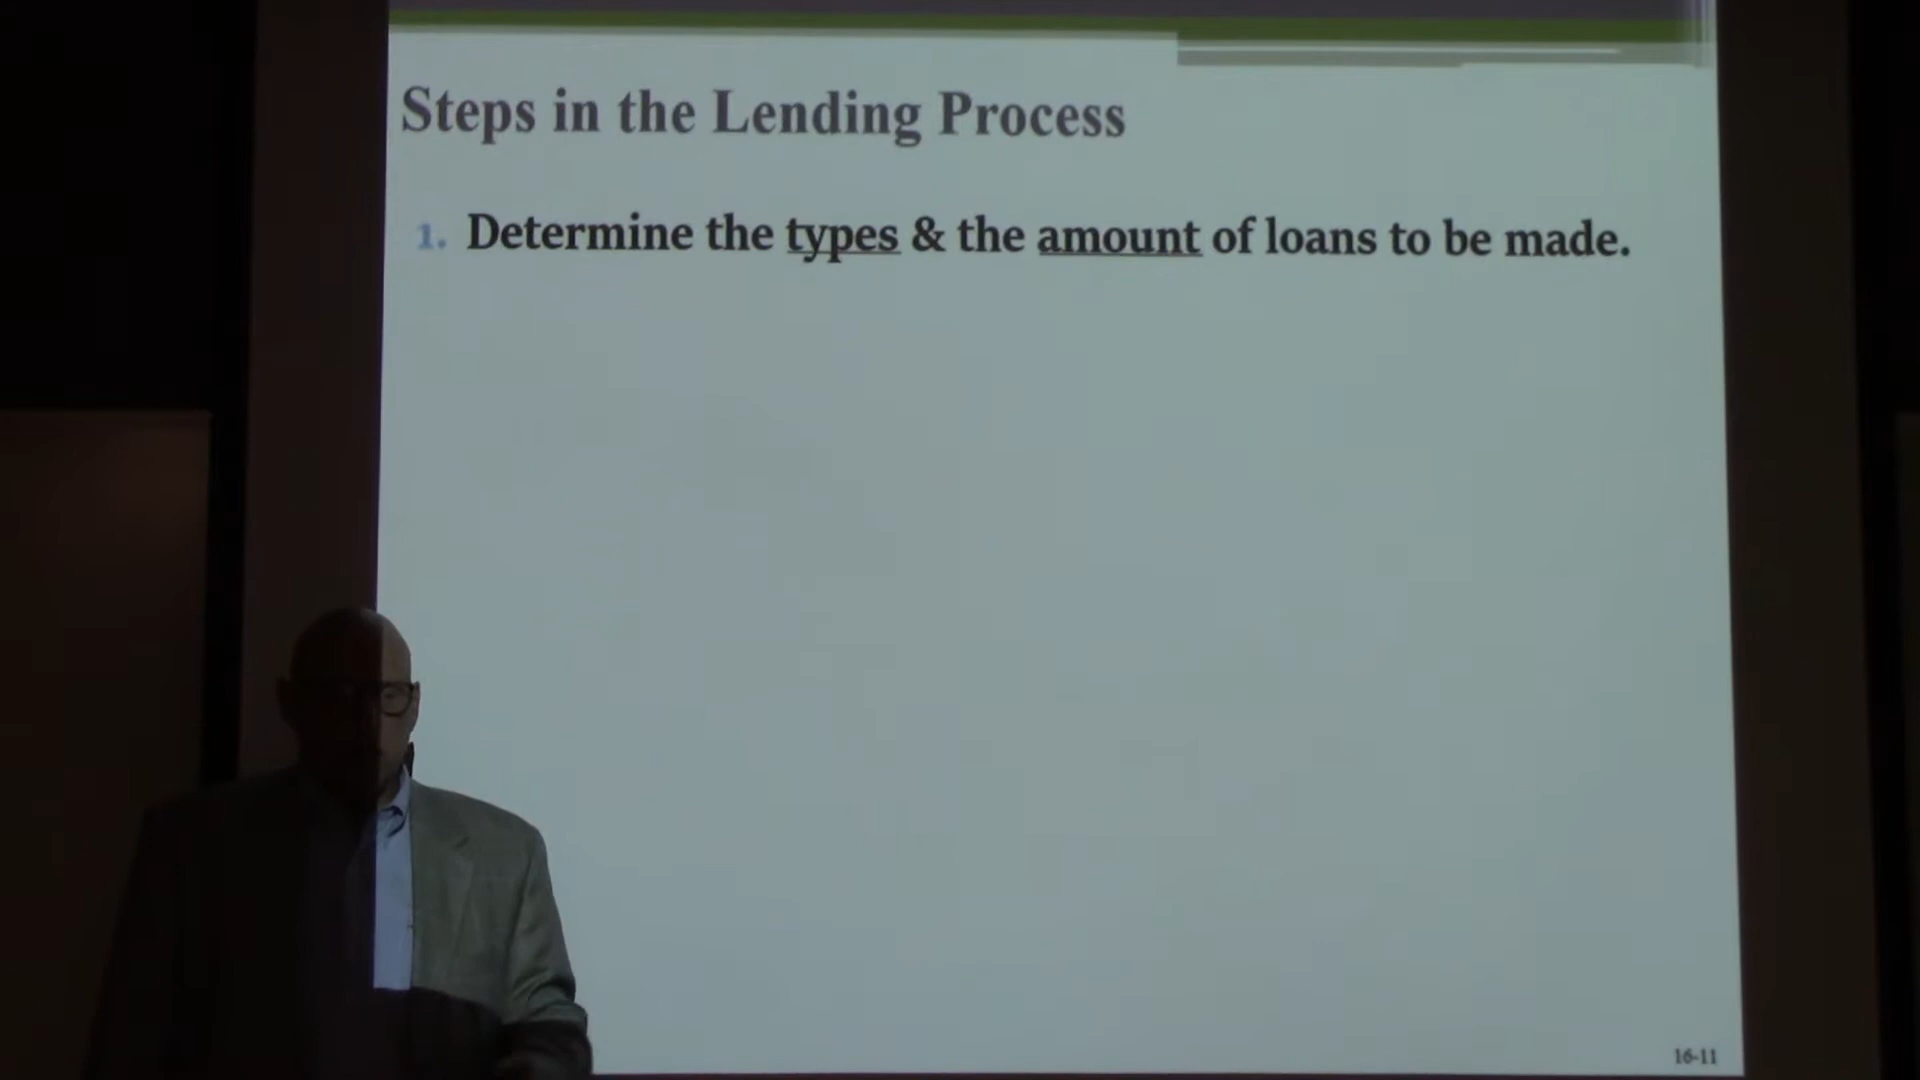 Steps in the Lending Process
1. Determine the types & the amount of loans to be made.
16-11